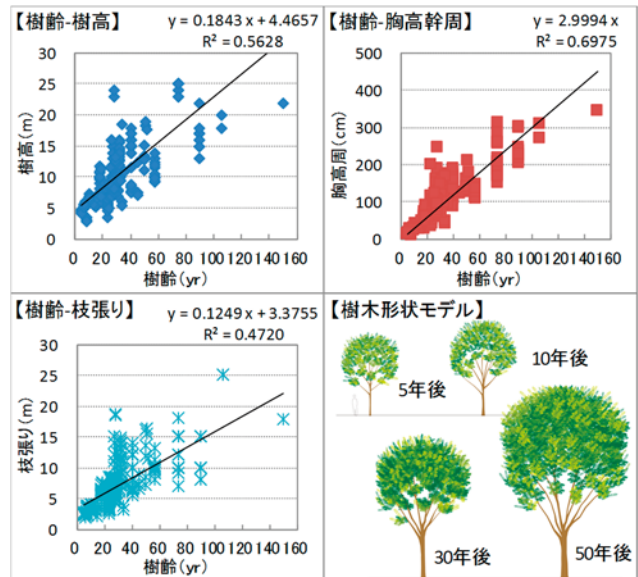 【樹齢-樹高】
y = 0.1843x + 4.4657
R² = 0.5628
樹高(m)
30
25
20
15
10
5
0
0 20 40 60 80 100 120 140 160
樹齢(yr)
【樹齢-胸高幹周】
y = 2.9994x
R² = 0.6975
胸高周(cm)
500
400
300
200
100
0
0 20 40 60 80 100 120 140 160
樹齢(yr)
【樹齢-枝張り】
y = 0.1249x + 3.3755
R² = 0.4720
枝張り(m)
30
25
20
15
10
5
0
0 20 40 60 80 100 120 140 160
樹齢(yr)
【樹木形状モデル】
5年後
10年後
30年後
50年後